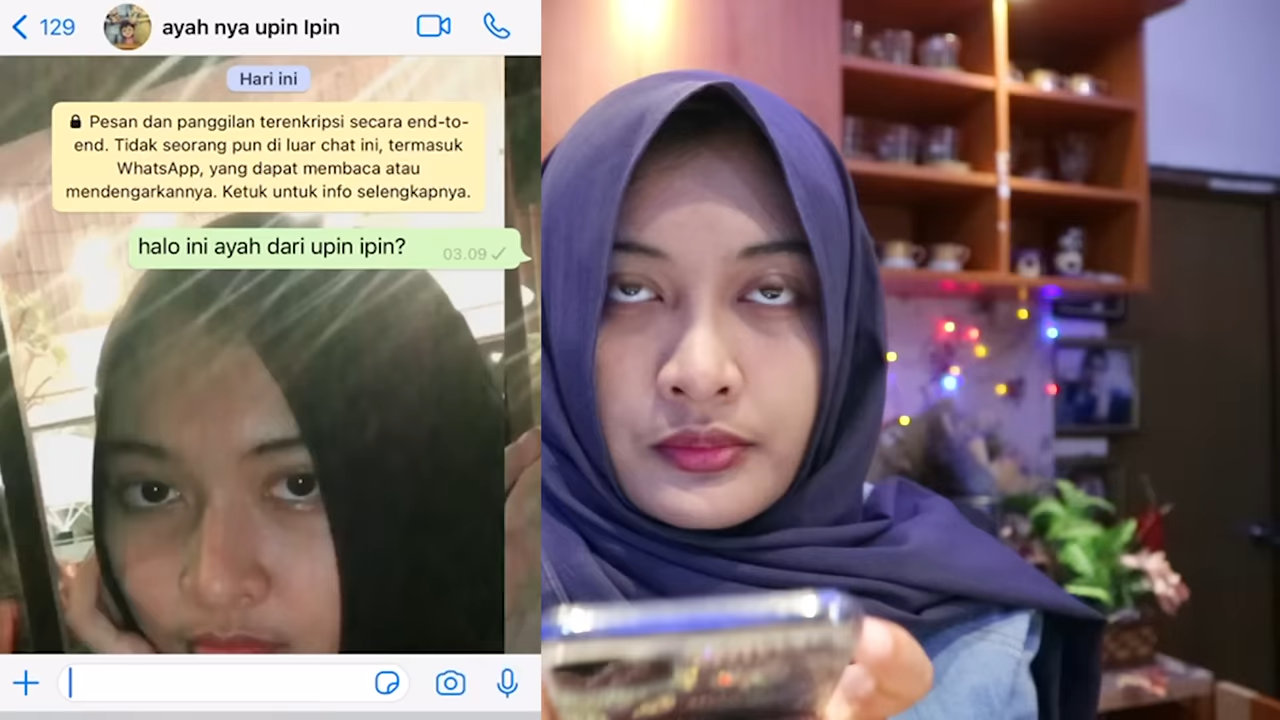 129
ayah nya upin Ipin
Hari ini
Pesan dan panggilan terenkripsi secara end-to-
end. Tidak seorang pun di luar chat ini, termasuk
WhatsApp, yang dapat membaca atau
mendengarkannya. Ketuk untuk info selengkapnya.
halo ini ayah dari upin ipin?
03.09